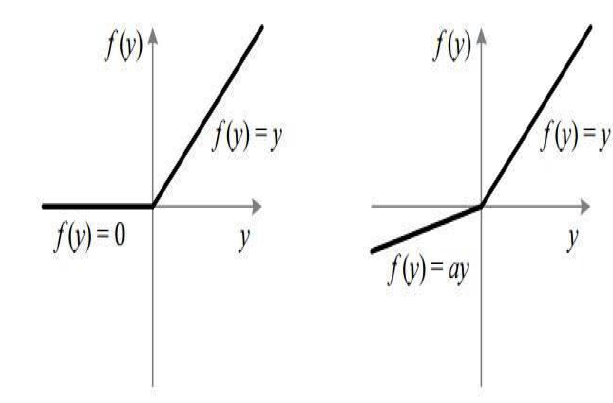 f(y)
f(y) = y
f(y) = 0
y
f(y)
f(y) = y
y
f(y) = ay